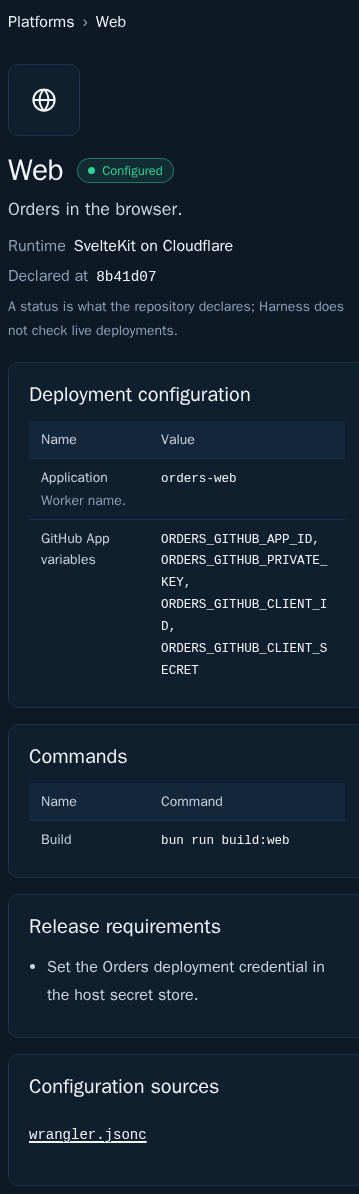 Platforms › Web
Web
Configured
Orders in the browser.
Runtime SvelteKit on Cloudflare
Declared at 8b41d07
A status is what the repository declares; Harness does
not check live deployments.
Deployment configuration
Name Value
Application orders-web
Worker name.
GitHub App ORDERS_GITHUB_APP_ID,
variables ORDERS_GITHUB_PRIVATE_
KEY,
ORDERS_GITHUB_CLIENT_I
D,
ORDERS_GITHUB_CLIENT_S
ECRET
Commands
Name Command
Build bun run build:web
Release requirements
• Set the Orders deployment credential in
the host secret store.
Configuration sources
wrangler.jsonc